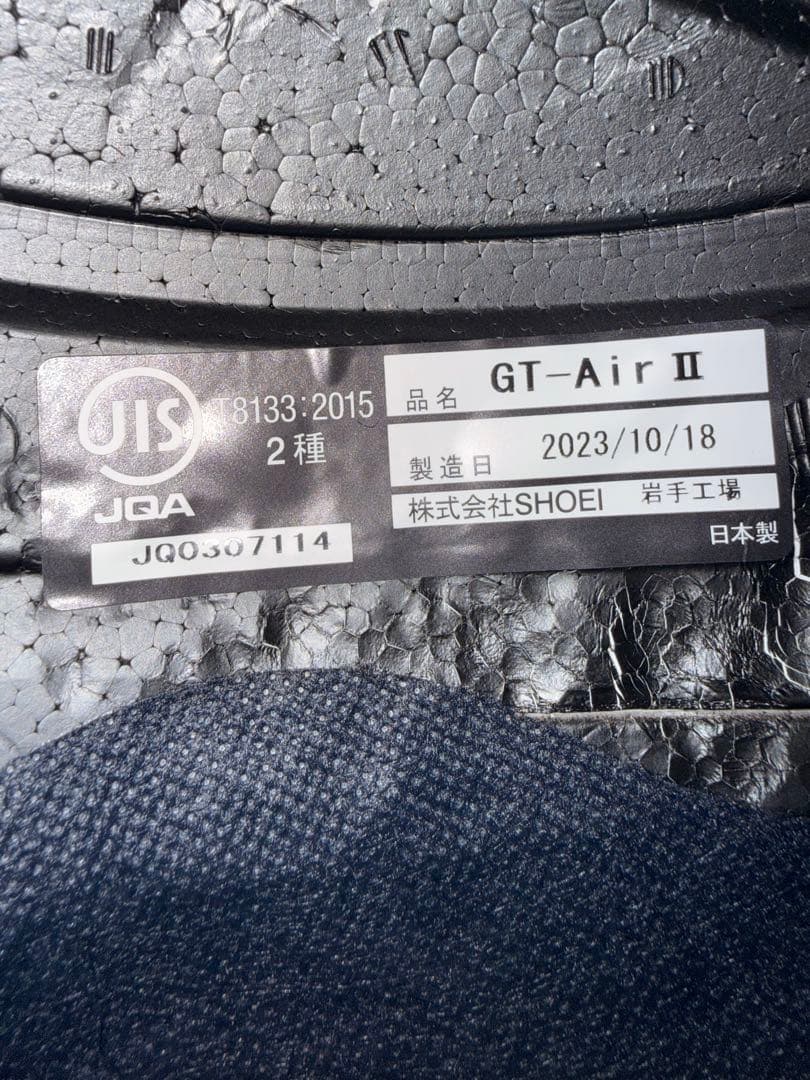 JIS
T8133:2015
2種
JQA
JQ0307114
品名 GT-Air Ⅱ
製造日 2023/10/18
株式会社SHOEI 岩手工場
日本製